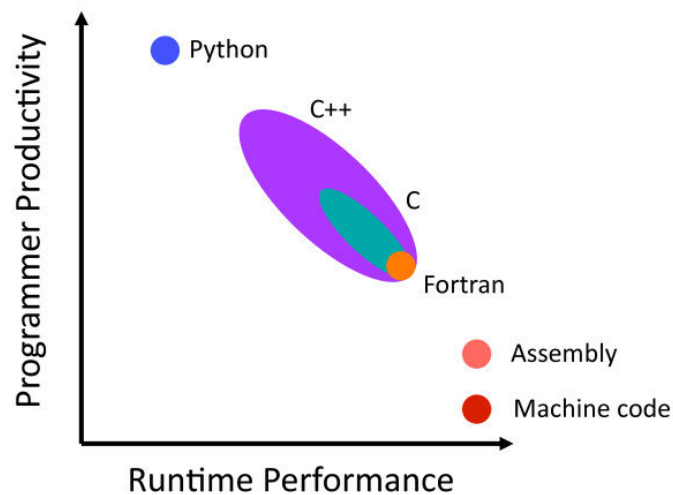 Python
C++
C
Fortran
Assembly
Machine code
Programmer Productivity
Runtime Performance